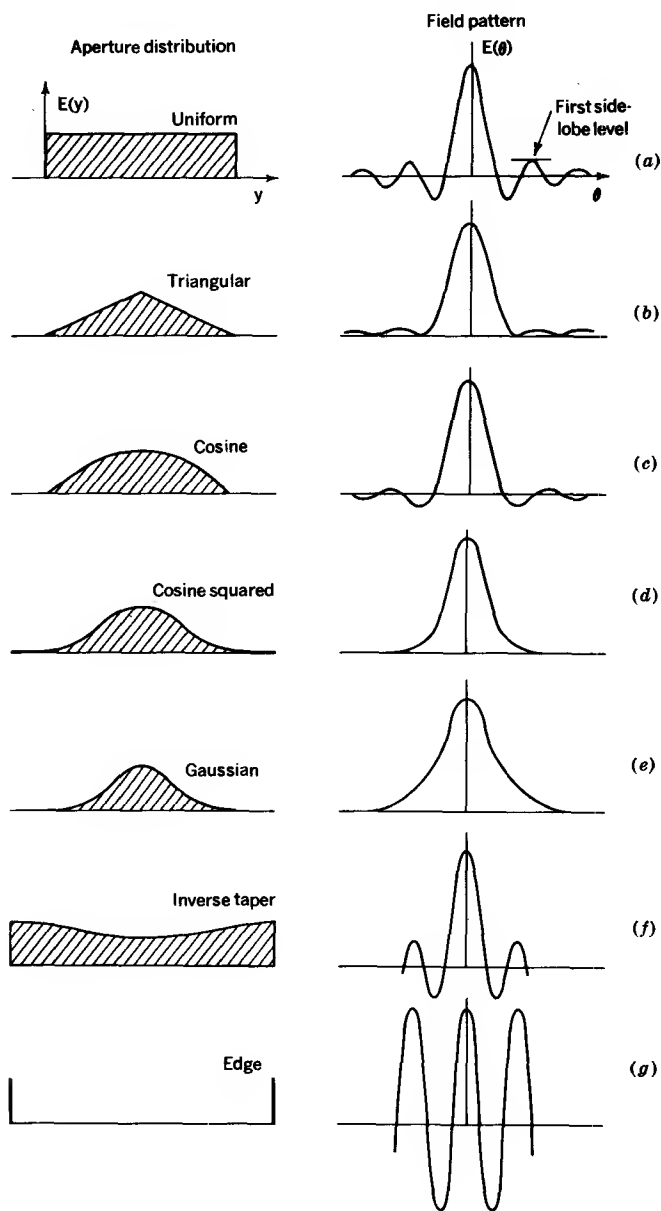 Aperture distribution
Field pattern
E(y)
Uniform
y
E(θ)
First side-
lobe level
θ
(a)
Triangular
(b)
Cosine
(c)
Cosine squared
(d)
Gaussian
(e)
Inverse taper
(f)
Edge
(g)